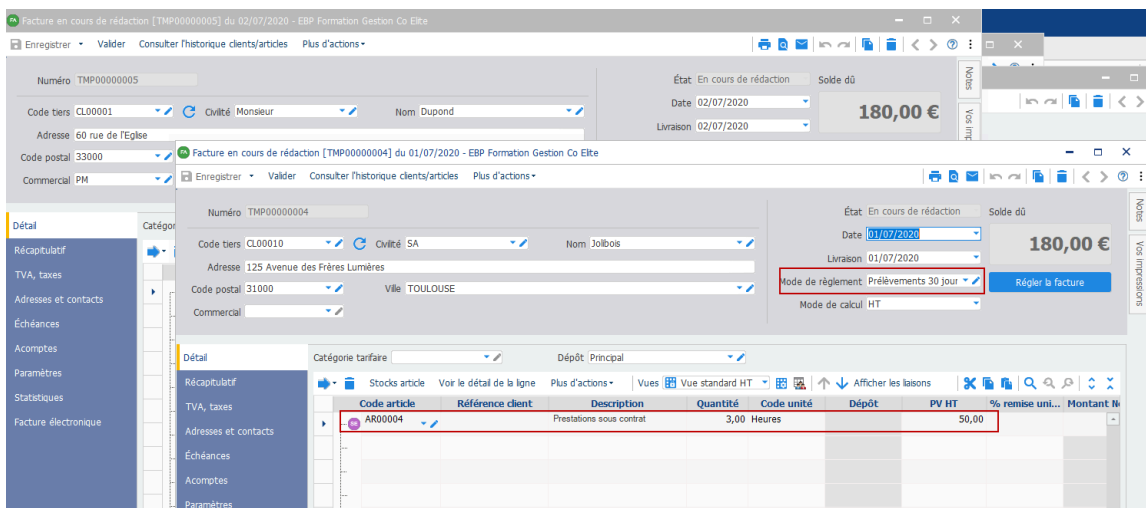 FA Facture en cours de rédaction [TMP00000005] du 02/07/2020 - EBP Formation Gestion Co Elite
Enregistrer Valider Consulter l'historique clients/articles Plus d'actions
Numéro TMP00000005
État En cours de rédaction Solde dû
Date 02/07/2020
180,00 €
Livraison 02/07/2020
Code tiers CL00001 Civilité Monsieur Nom Dupond
Adresse 60 rue de l'Eglise
Code postal 33000
Commercial PM
Notes
Vos imp
Détail
Catégor
Récapitulatif
TVA, taxes
Adresses et contacts
Échéances
Acomptes
Paramètres
Statistiques
Facture électronique
FA Facture en cours de rédaction [TMP00000004] du 01/07/2020 - EBP Formation Gestion Co Elite
Enregistrer Valider Consulter l'historique clients/articles Plus d'actions
Numéro TMP00000004
État En cours de rédaction Solde dû
Code tiers CL00010 Civilité SA Nom Jolibois
Date 01/07/2020
180,00 €
Adresse 125 Avenue des Frères Lumières
Livraison 01/07/2020
Code postal 31000 Ville TOULOUSE
Mode de règlement Prélèvements 30 jour
Régler la facture
Commercial
Mode de calcul HT
Notes
Vos impressions
Détail
Catégorie tarifaire Dépôt Principal
Récapitulatif
Stocks article Voir le détail de la ligne Plus d'actions Vues Vue standard HT Afficher les liaisons
TVA, taxes
Code article Référence client Description Quantité Code unité Dépôt PV HT % remise uni... Montant N
AR00004 Prestations sous contrat 3,00 Heures 50,00
Adresses et contacts
Échéances
Acomptes
Paramètres